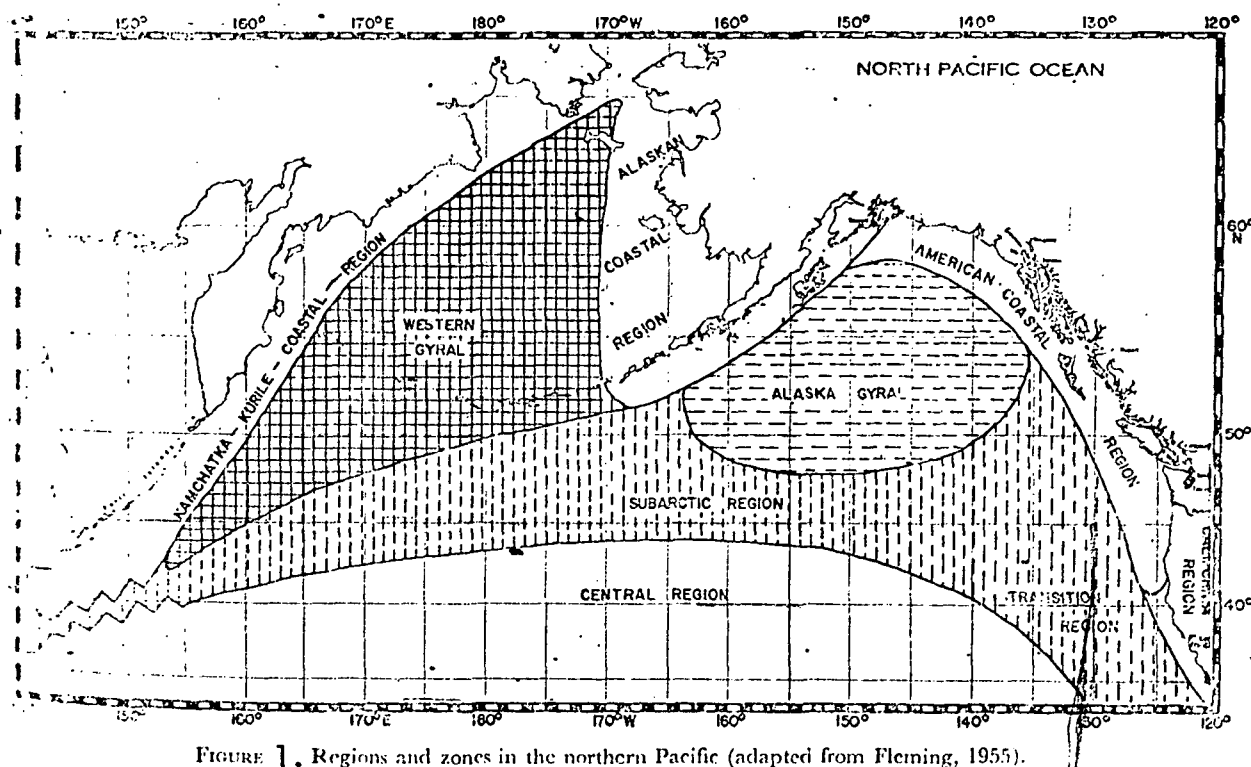 150° 160° 170°E 180° 170°W 160° 150° 140° 130° 120°
NORTH PACIFIC OCEAN
ALASKAN
COASTAL
REGION
60°
N
AMERICAN COASTAL
REGION
KAMCHATKA - KURILE - COASTAL - REGION
WESTERN
GYRAL
ALASKA GYRAL
50°
SUBARCTIC REGION
CENTRAL REGION
TRANSITION
REGION
REGION
40°
150° 160° 170°E 180° 170°W 160° 150° 140° 130° 120°
FIGURE 1. Regions and zones in the northern Pacific (adapted from Fleming, 1955).